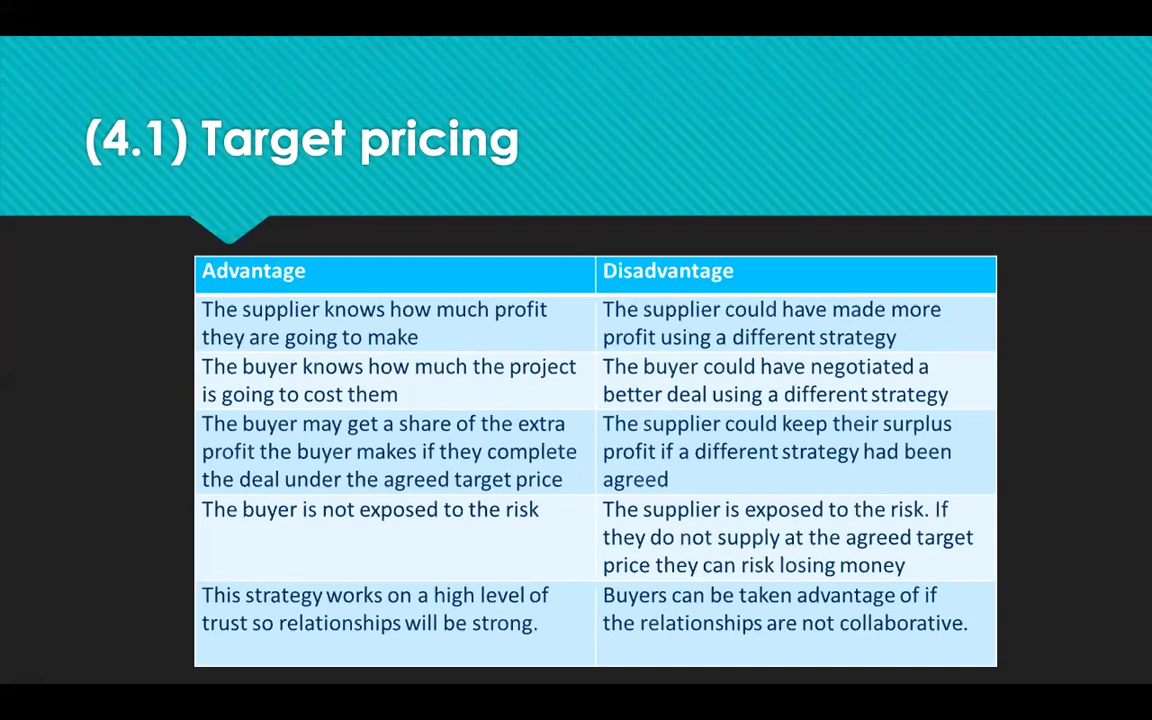 (4.1) Target pricing
Advantage
Disadvantage
The supplier knows how much profit
they are going to make
The supplier could have made more
profit using a different strategy
The buyer knows how much the project
is going to cost them
The buyer could have negotiated a
better deal using a different strategy
The buyer may get a share of the extra
profit the buyer makes if they complete
the deal under the agreed target price
The supplier could keep their surplus
profit if a different strategy had been
agreed
The buyer is not exposed to the risk
The supplier is exposed to the risk. If
they do not supply at the agreed target
price they can risk losing money
This strategy works on a high level of
trust so relationships will be strong.
Buyers can be taken advantage of if
the relationships are not collaborative.